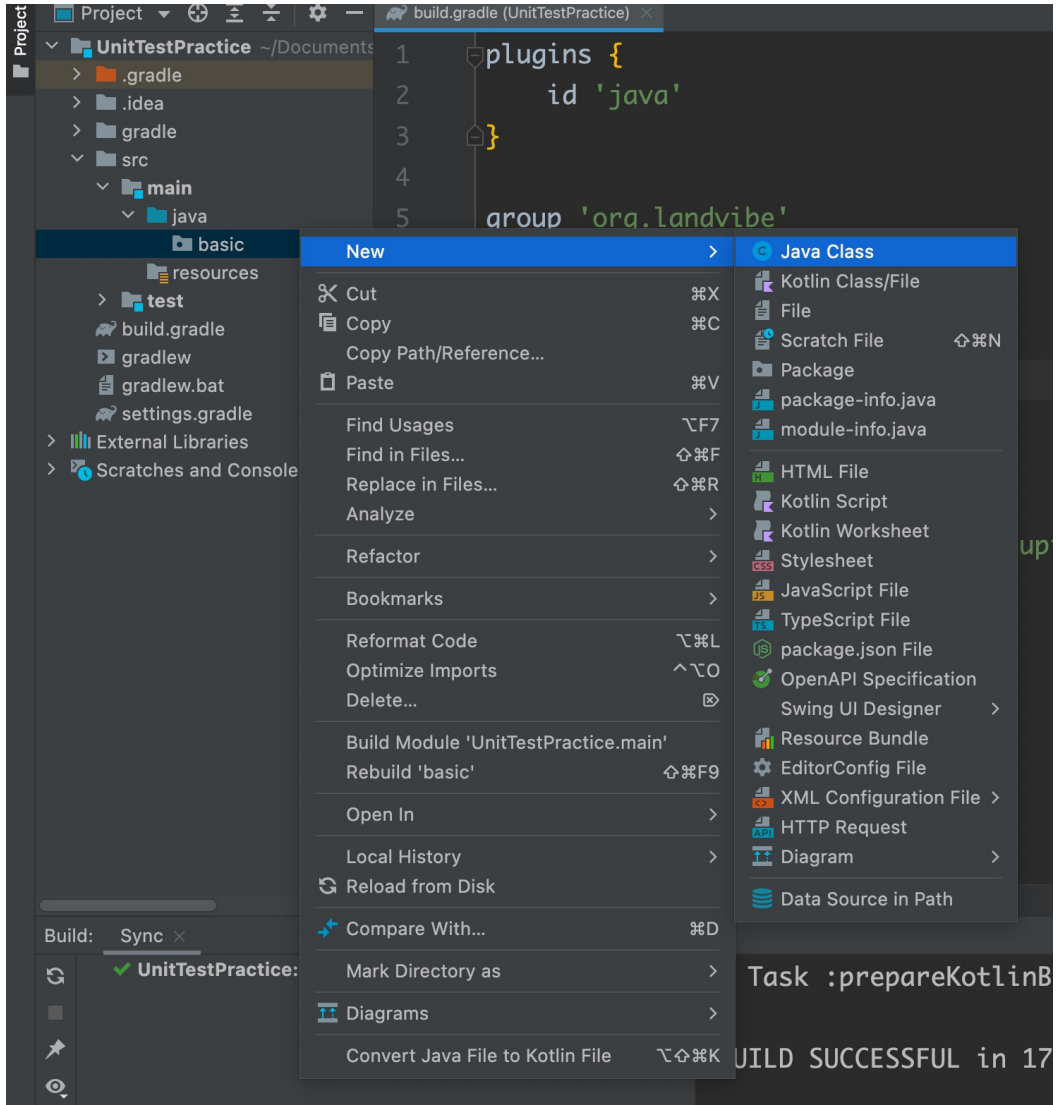 Project
Project
build.gradle (UnitTestPractice)
UnitTestPractice ~/Documents
.gradle
.idea
gradle
src
main
java
basic
resources
test
build.gradle
gradlew
gradlew.bat
settings.gradle
External Libraries
Scratches and Console
1 plugins {
2 id 'java'
3 }
4
5 group 'org.landvibe'
New
Cut ⌘X
Copy ⌘C
Copy Path/Reference...
Paste ⌘V
Find Usages ⌥F7
Find in Files... ⇧⌘F
Replace in Files... ⇧⌘R
Analyze
Refactor
Bookmarks
Reformat Code ⌥⌘L
Optimize Imports ^⌥O
Delete... ⌦
Build Module 'UnitTestPractice.main'
Rebuild 'basic' ⇧⌘F9
Open In
Local History
Reload from Disk
Compare With... ⌘D
Mark Directory as
Diagrams
Convert Java File to Kotlin File ⌥⇧⌘K
Java Class
Kotlin Class/File
File
Scratch File ⇧⌘N
Package
package-info.java
module-info.java
HTML File
Kotlin Script
Kotlin Worksheet
Stylesheet
JavaScript File
TypeScript File
package.json File
OpenAPI Specification
Swing UI Designer
Resource Bundle
EditorConfig File
XML Configuration File
HTTP Request
Diagram
Data Source in Path
Build: Sync
UnitTestPractice:
Task :prepareKotlinB
UILD SUCCESSFUL in 17